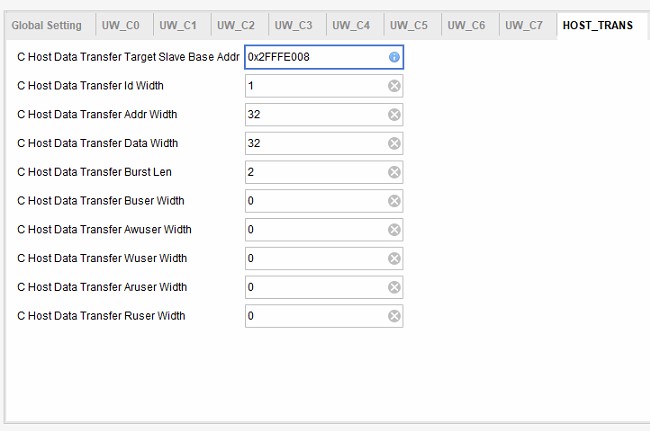 Global Setting UW_C0 UW_C1 UW_C2 UW_C3 UW_C4 UW_C5 UW_C6 UW_C7 HOST_TRANS
C Host Data Transfer Target Slave Base Addr 0x2FFFE008
C Host Data Transfer Id Width 1
C Host Data Transfer Addr Width 32
C Host Data Transfer Data Width 32
C Host Data Transfer Burst Len 2
C Host Data Transfer Buser Width 0
C Host Data Transfer Awuser Width 0
C Host Data Transfer Wuser Width 0
C Host Data Transfer Aruser Width 0
C Host Data Transfer Ruser Width 0